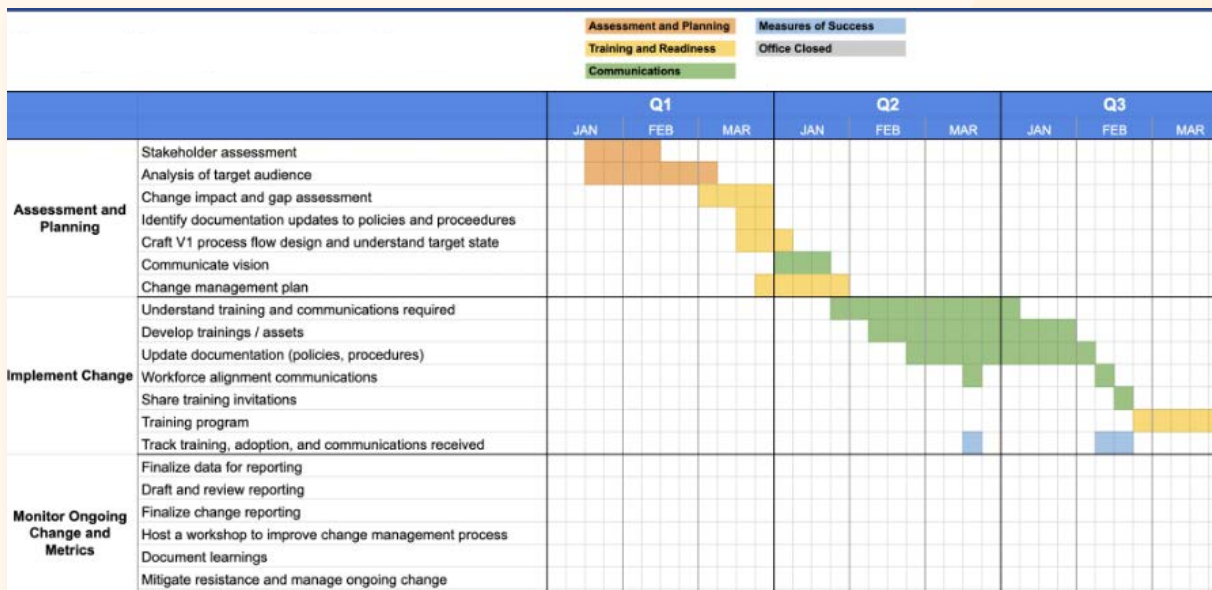 Assessment and Planning Measures of Success
Training and Readiness Office Closed
Communications
Q1 Q2 Q3
JAN FEB MAR JAN FEB MAR JAN FEB MAR
Assessment and Planning
Stakeholder assessment
Analysis of target audience
Change impact and gap assessment
Identify documentation updates to policies and proceedures
Craft V1 process flow design and understand target state
Communicate vision
Change management plan
Implement Change
Understand training and communications required
Develop trainings / assets
Update documentation (policies, procedures)
Workforce alignment communications
Share training invitations
Training program
Track training, adoption, and communications received
Monitor Ongoing Change and Metrics
Finalize data for reporting
Draft and review reporting
Finalize change reporting
Host a workshop to improve change management process
Document learnings
Mitigate resistance and manage ongoing change